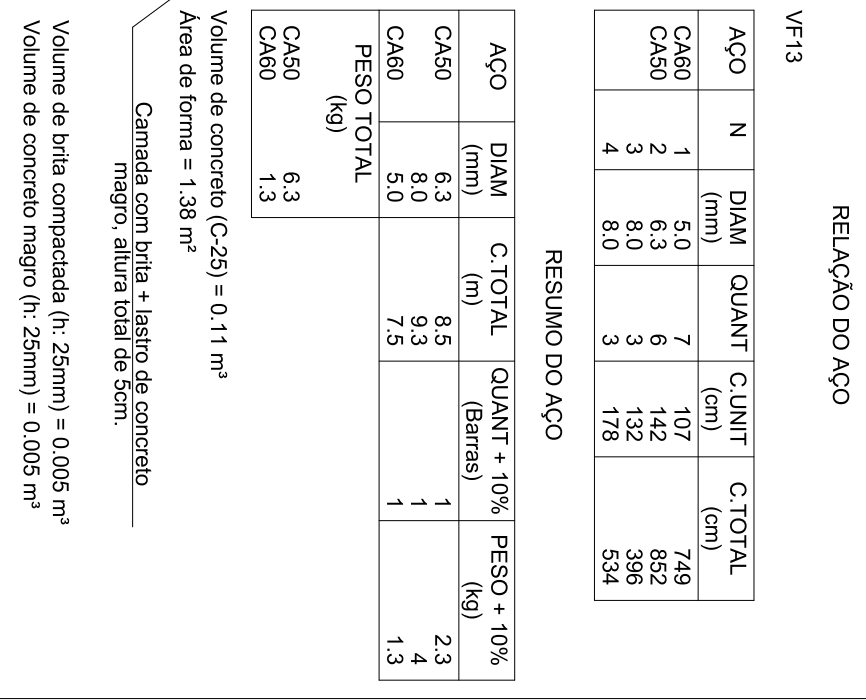 RELAÇÃO DO AÇO
VF13
AÇO N DIAM QUANT C.UNIT C.TOTAL
(mm) (cm) (cm)
CA60 1 5.0 7 107 749
CA50 2 6.3 6 142 852
3 8.0 3 132 396
4 8.0 3 178 534
RESUMO DO AÇO
AÇO DIAM C.TOTAL QUANT + 10% PESO + 10%
(mm) (m) (Barras) (kg)
CA50 6.3 8.5 1 2.3
8.0 9.3 1 4
CA60 5.0 7.5 1 1.3
PESO TOTAL
(kg)
CA50 6.3
CA60 1.3
Volume de concreto (C-25) = 0.11 m³
Área de forma = 1.38 m²
Camada com brita + lastro de concreto
magro, altura total de 5cm.
Volume de brita compactada (h: 25mm) = 0.005 m³
Volume de concreto magro (h: 25mm) = 0.005 m³